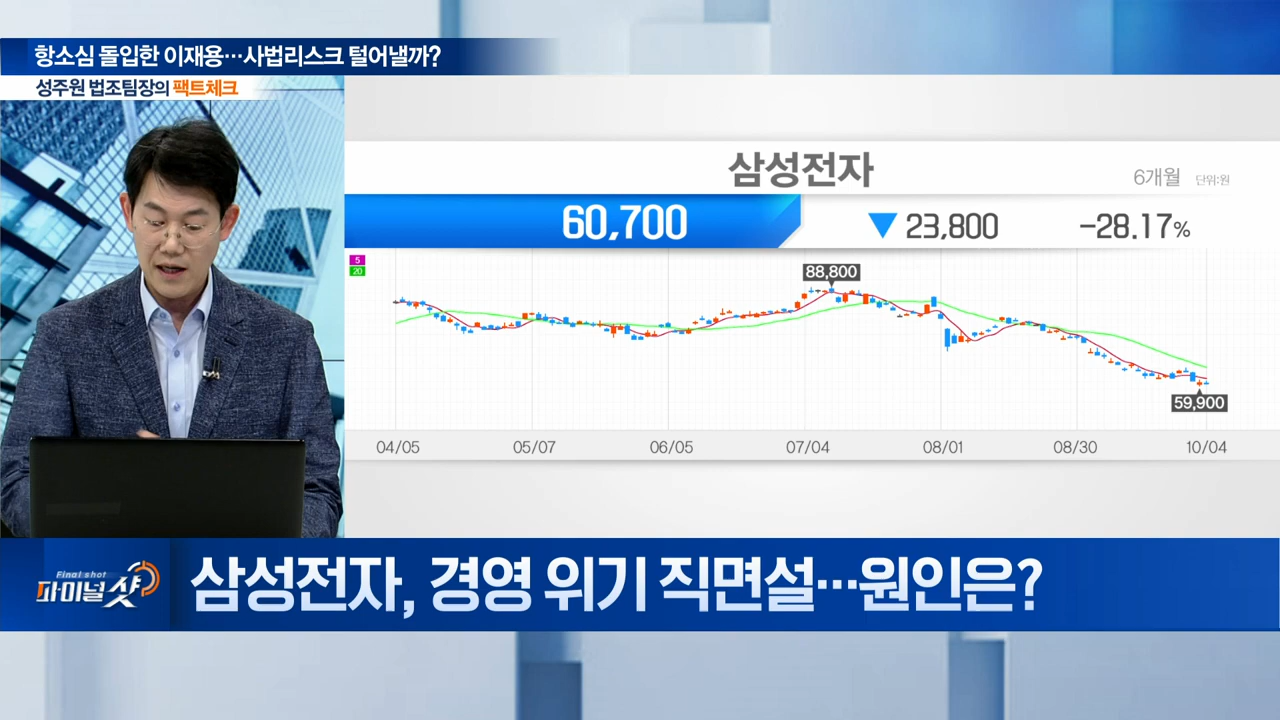 항소심 돌입한 이재용…사법리스크 털어낼까?
성주원 법조팀장의 팩트체크
삼성전자
6개월 단위:원
60,700 ▼ 23,800 -28.17%
5
20
88,800
59,900
04/05 05/07 06/05 07/04 08/01 08/30 10/04
Final shot
파이널샷
삼성전자, 경영 위기 직면설…원인은?